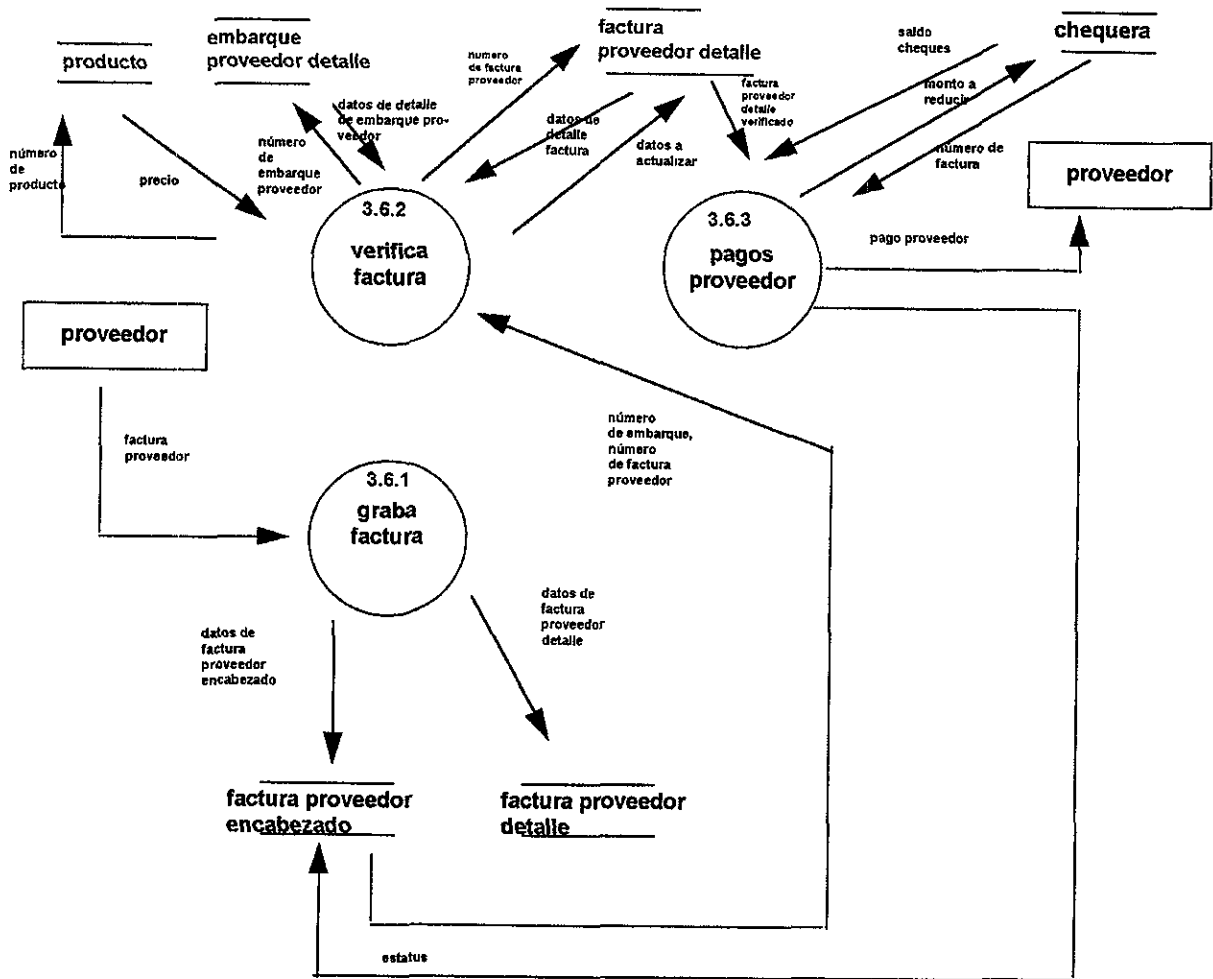 producto
embarque
proveedor detalle
numero
de factura
proveedor
factura
proveedor detalle
saldo
cheques
chequera
datos de detalle
de embarque pro-
veedor
factura
proveedor
detalle
verificado
monto a
reducir
número
de
producto
precio
número
de
embarque
proveedor
datos de
detalle
factura
datos a
actualizar
número de
factura
proveedor
3.6.2
verifica
factura
3.6.3
pagos
proveedor
pago proveedor
proveedor
factura
proveedor
número
de embarque,
número
de factura
proveedor
3.6.1
graba
factura
datos de
factura
proveedor
encabezado
datos de
factura
proveedor
detalle
factura proveedor
encabezado
factura proveedor
detalle
estatus